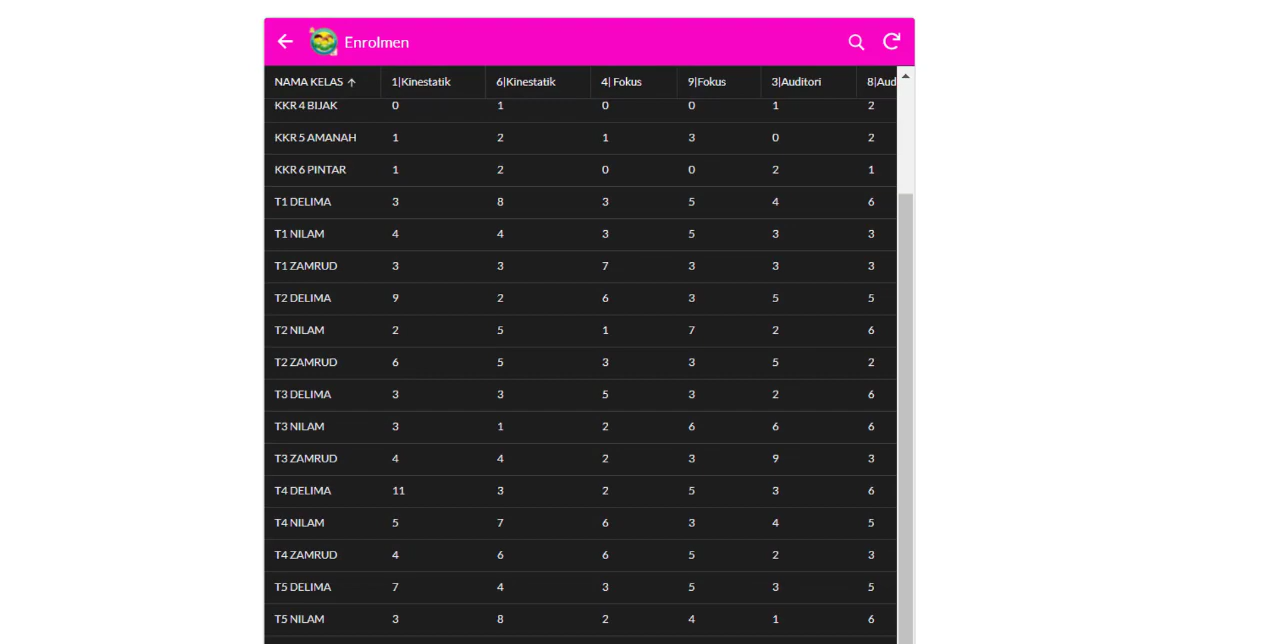 Enrolmen
NAMA KELAS 1|Kinestatik 6|Kinestatik 4| Fokus 9|Fokus 3|Auditori 8|Aud
KKR 4 BIJAK 0 1 0 0 1 2
KKR 5 AMANAH 1 2 1 3 0 2
KKR 6 PINTAR 1 2 0 0 2 1
T1 DELIMA 3 8 3 5 4 6
T1 NILAM 4 4 3 5 3 3
T1 ZAMRUD 3 3 7 3 3 3
T2 DELIMA 9 2 6 3 5 5
T2 NILAM 2 5 1 7 2 6
T2 ZAMRUD 6 5 3 3 5 2
T3 DELIMA 3 3 5 3 2 6
T3 NILAM 3 1 2 6 6 6
T3 ZAMRUD 4 4 2 3 9 3
T4 DELIMA 11 3 2 5 3 6
T4 NILAM 5 7 6 3 4 5
T4 ZAMRUD 4 6 6 5 2 3
T5 DELIMA 7 4 3 5 3 5
T5 NILAM 3 8 2 4 1 6